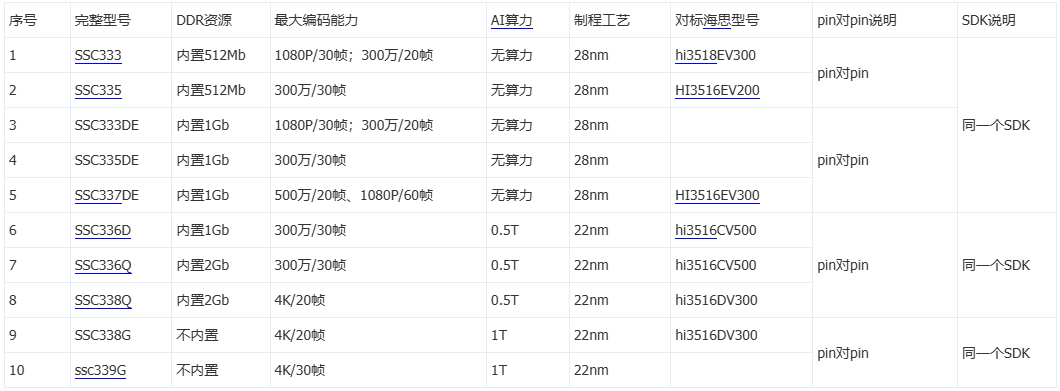 序号 完整型号 DDR资源 最大编码能力 AI算力 制程工艺 对标海思型号 pin对pin说明 SDK说明
1 SSC333 内置512Mb 1080P/30帧；300万/20帧 无算力 28nm hi3518EV300
pin对pin
2 SSC335 内置512Mb 300万/30帧 无算力 28nm HI3516EV200
3 SSC333DE 内置1Gb 1080P/30帧；300万/20帧 无算力 28nm 同一个SDK
4 SSC335DE 内置1Gb 300万/30帧 无算力 28nm pin对pin
5 SSC337DE 内置1Gb 500万/20帧、1080P/60帧 无算力 28nm HI3516EV300
6 SSC336D 内置1Gb 300万/30帧 0.5T 22nm hi3516CV500
7 SSC336Q 内置2Gb 300万/30帧 0.5T 22nm hi3516CV500 pin对pin 同一个SDK
8 SSC338Q 内置2Gb 4K/20帧 0.5T 22nm hi3516DV300
9 SSC338G 不内置 4K/20帧 1T 22nm hi3516DV300
pin对pin 同一个SDK
10 ssc339G 不内置 4K/30帧 1T 22nm